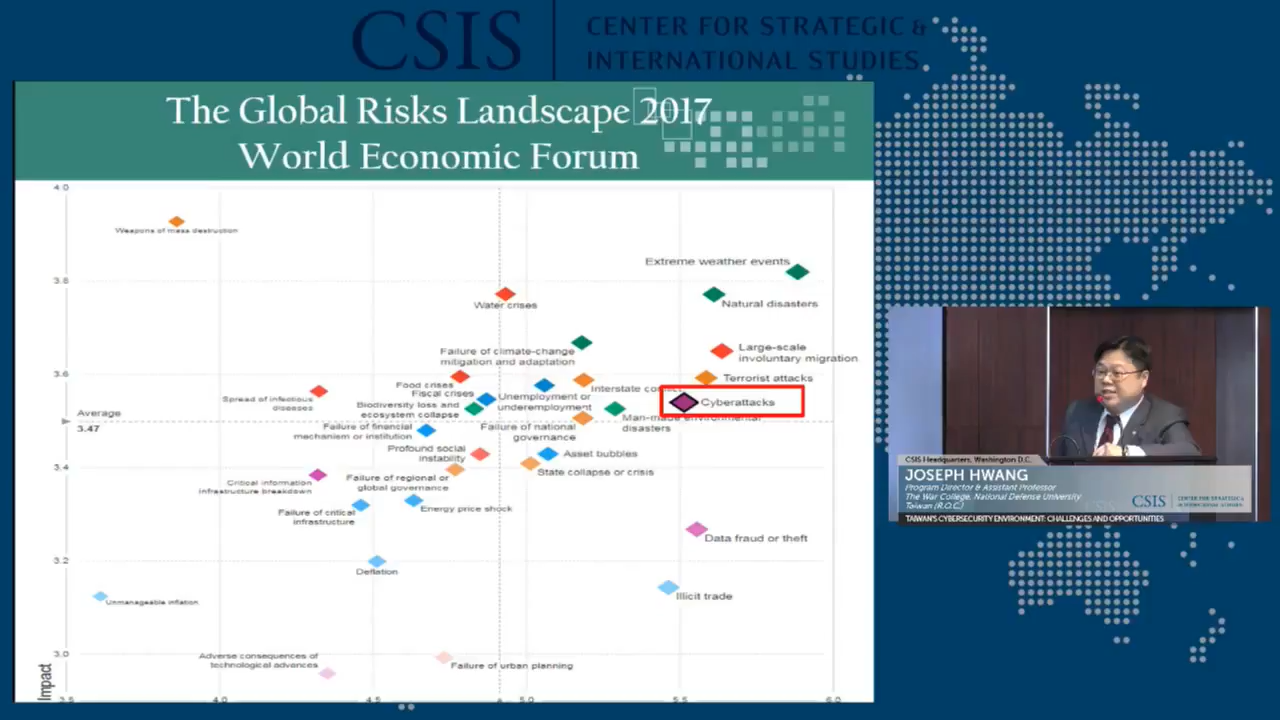 CSIS
CENTER FOR STRATEGIC &
INTERNATIONAL STUDIES
The Global Risks Landscape 2017
World Economic Forum
4.0
Weapons of mass destruction
Extreme weather events
3.8
Water crises
Natural disasters
Failure of climate-change
mitigation and adaptation
Large-scale
involuntary migration
3.6
Food crises
Fiscal crises
Unemployment or
underemployment
Interstate conflict
Terrorist attacks
Spread of infectious
diseases
Biodiversity loss and
ecosystem collapse
Cyberattacks
Average
3.47
Man-made environmental
disasters
Failure of financial
mechanism or institution
Failure of national
governance
Profound social
instability
Asset bubbles
3.4
State collapse or crisis
Critical information
infrastructure breakdown
Failure of regional or
global governance
Failure of critical
infrastructure
Energy price shock
Data fraud or theft
3.2
Deflation
Unmanageable inflation
Illicit trade
3.0
Adverse consequences of
technological advances
Failure of urban planning
Impact
3.5
4.0
4.5
5.0
5.5
6.0
CSIS Headquarters, Washington D.C.
JOSEPH HWANG
Program Director & Assistant Professor
The War College, National Defense University
Taiwan (R.O.C.)
CSIS
CENTER FOR STRATEGIC &
INTERNATIONAL STUDIES
TAIWAN'S CYBERSECURITY ENVIRONMENT: CHALLENGES AND OPPORTUNITIES